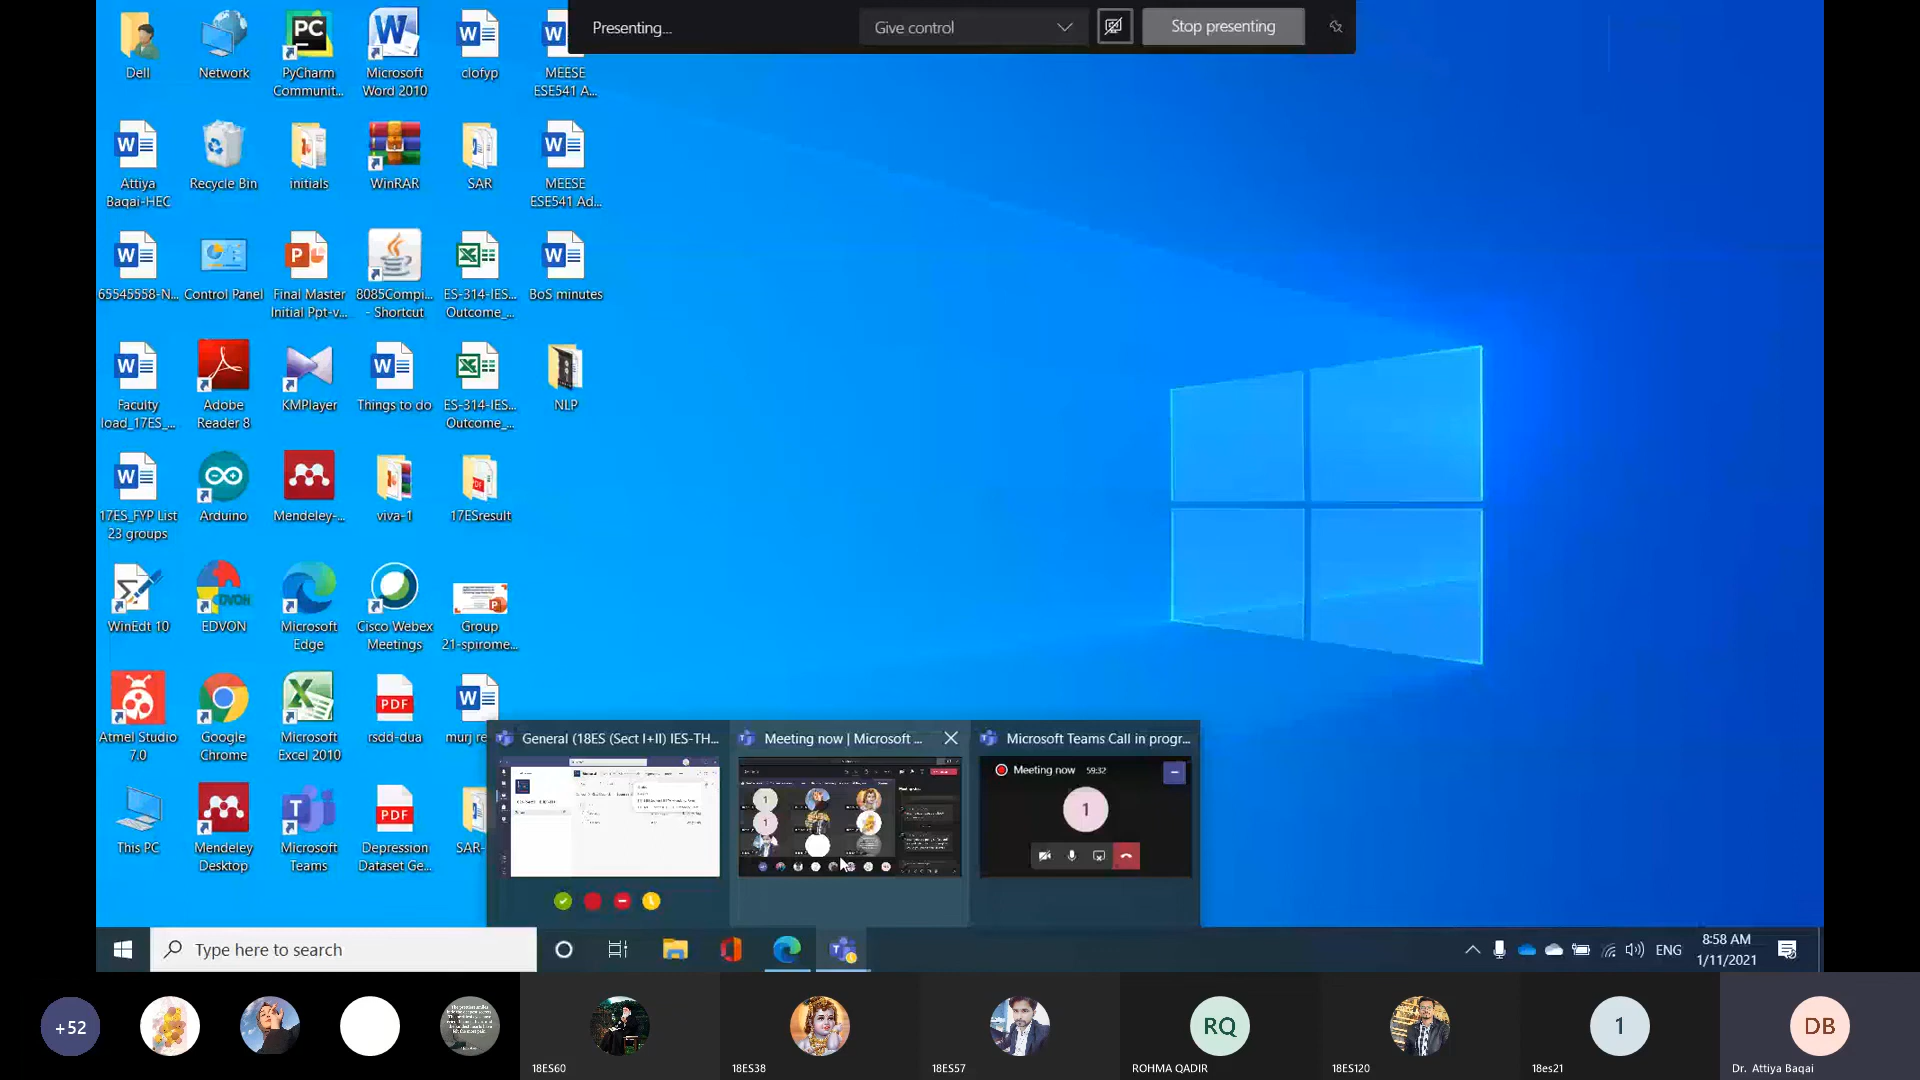 Presenting...
Give control
Stop presenting
Dell
Network
PyCharm
Communit...
Microsoft
Word 2010
clofyp
MEESE
ESE541 A...
Attiya
Baqai-HEC
Recycle Bin
initials
WinRAR
SAR
MEESE
ESE541 Ad...
65545558-N...
Control Panel
Final Master
Initial Ppt-v...
8085Compi...
- Shortcut
ES-314-IES...
Outcome_...
BoS minutes
Faculty
load_17ES_...
Adobe
Reader 8
KMPlayer
Things to do
ES-314-IES...
Outcome_...
NLP
17ES_FYP List
23 groups
Arduino
Mendeley-...
viva-1
17ESresult
WinEdt 10
EDVON
Microsoft
Edge
Cisco Webex
Meetings
Group
21-spirome...
Atmel Studio
7.0
Google
Chrome
Microsoft
Excel 2010
rsdd-dua
murj re
This PC
Mendeley
Desktop
Microsoft
Teams
Depression
Dataset Ge...
SAR-
General (18ES (Sect I+II) IES-TH...
Meeting now | Microsoft ...
Microsoft Teams Call in progr...
Meeting now 59:32
1
Type here to search
ENG
8:58 AM
1/11/2021
+52
18ES60
18ES38
18ES57
RQ
ROHMA QADIR
18ES120
1
18es21
DB
Dr. Attiya Baqai